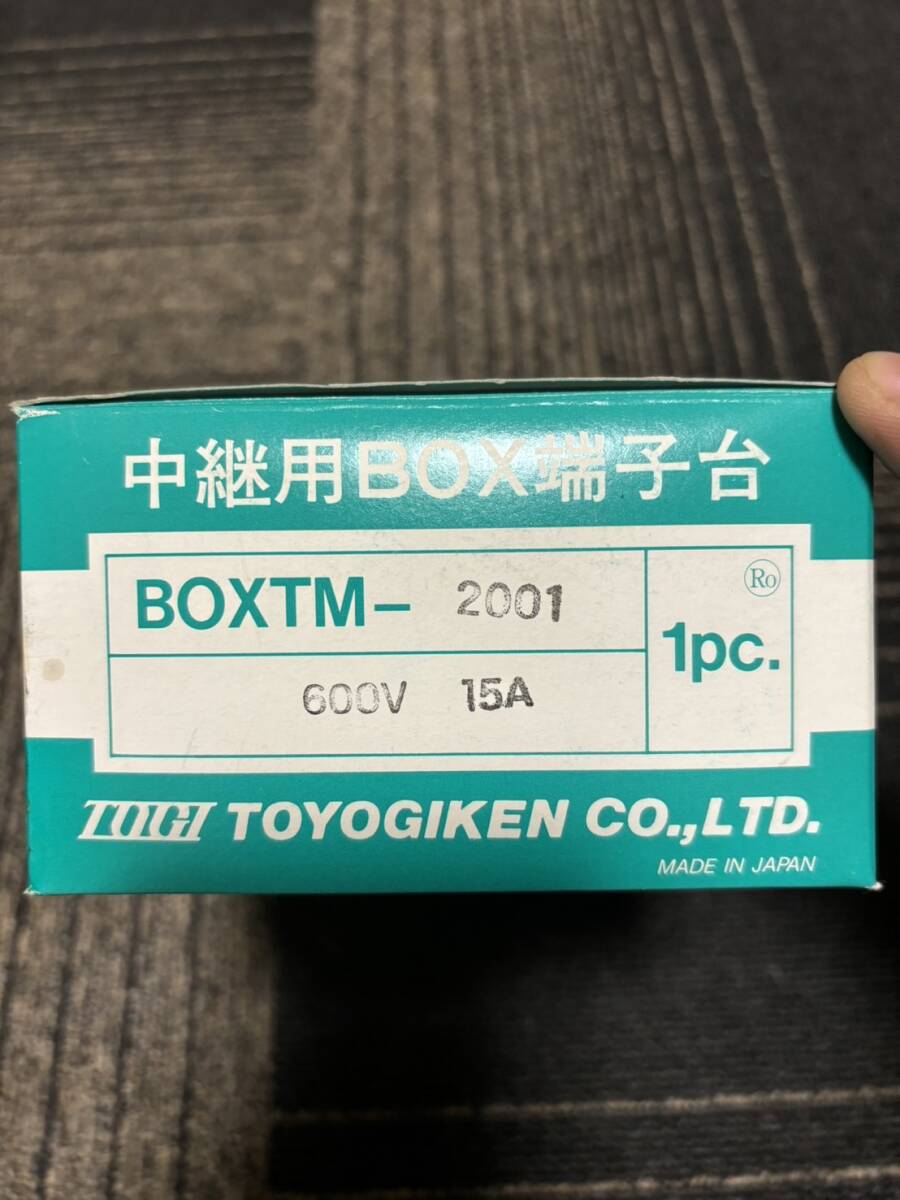 中継用BOX端子台
BOXTM- 2001
Ro
1pc.
600V 15A
TOGI TOYOGIKEN CO.,LTD.
MADE IN JAPAN